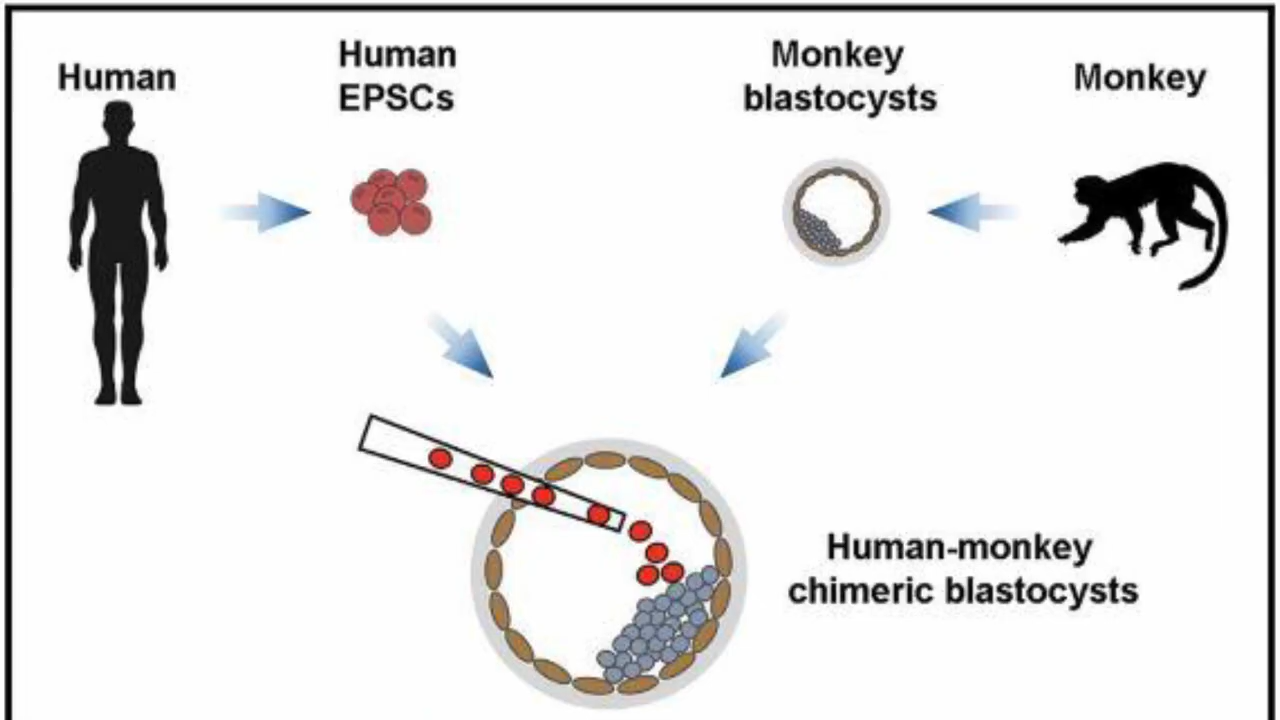 Human
Human
EPSCs
Monkey
blastocysts
Monkey
Human-monkey
chimeric blastocysts